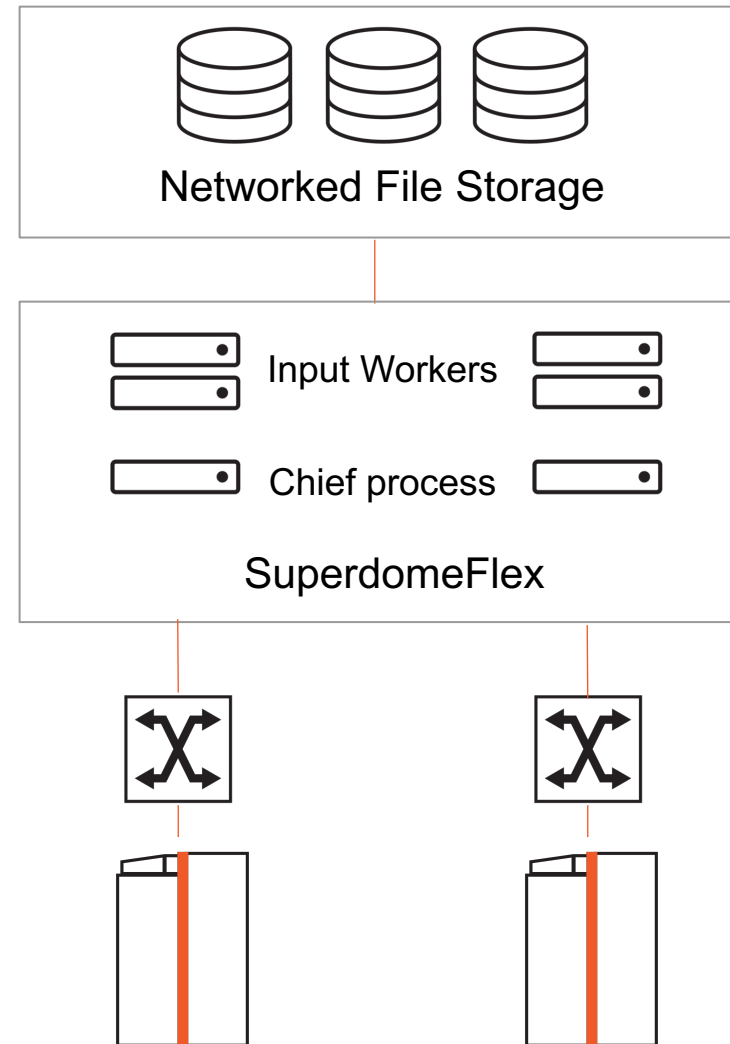 Networked File Storage
Input Workers
Chief process
SuperdomeFlex